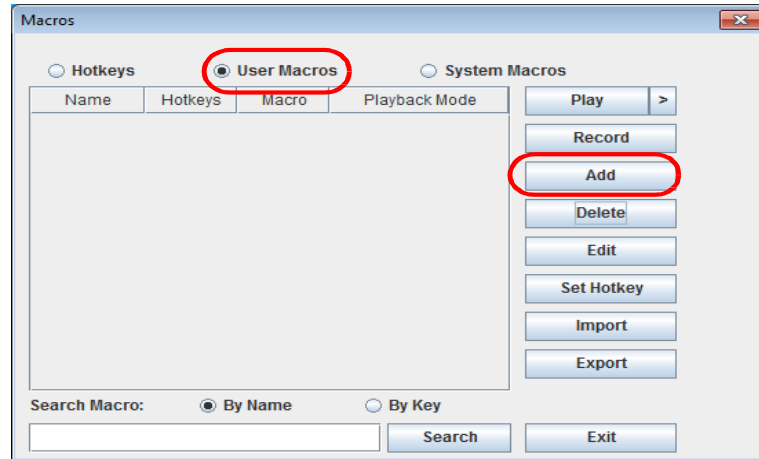 Macros
Hotkeys User Macros System Macros
Name Hotkeys Macro Playback Mode Play >
Record
Add
Delete
Edit
Set Hotkey
Import
Export
Search Macro: By Name By Key
Search Exit